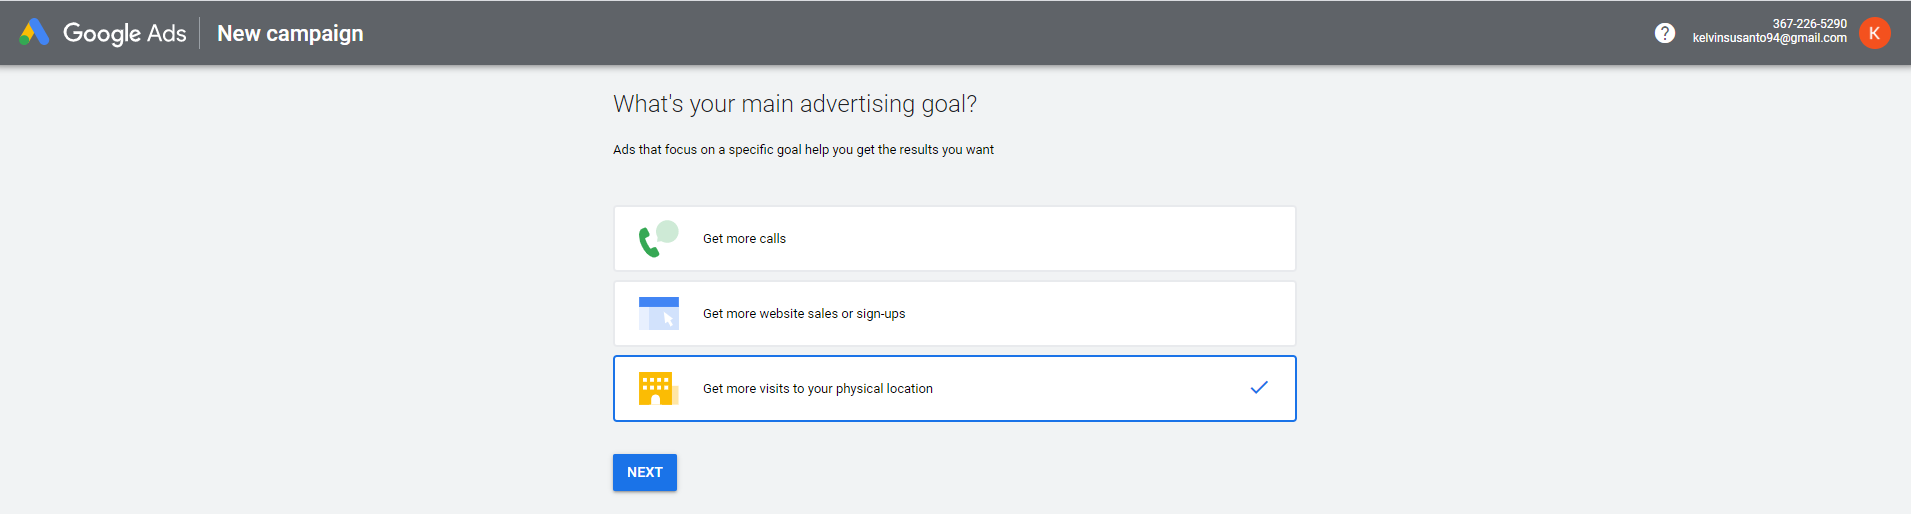 Google Ads
New campaign
?
367-226-5290
kelvinsusanto94@gmail.com
K
What's your main advertising goal?
Ads that focus on a specific goal help you get the results you want
Get more calls
Get more website sales or sign-ups
Get more visits to your physical location
NEXT